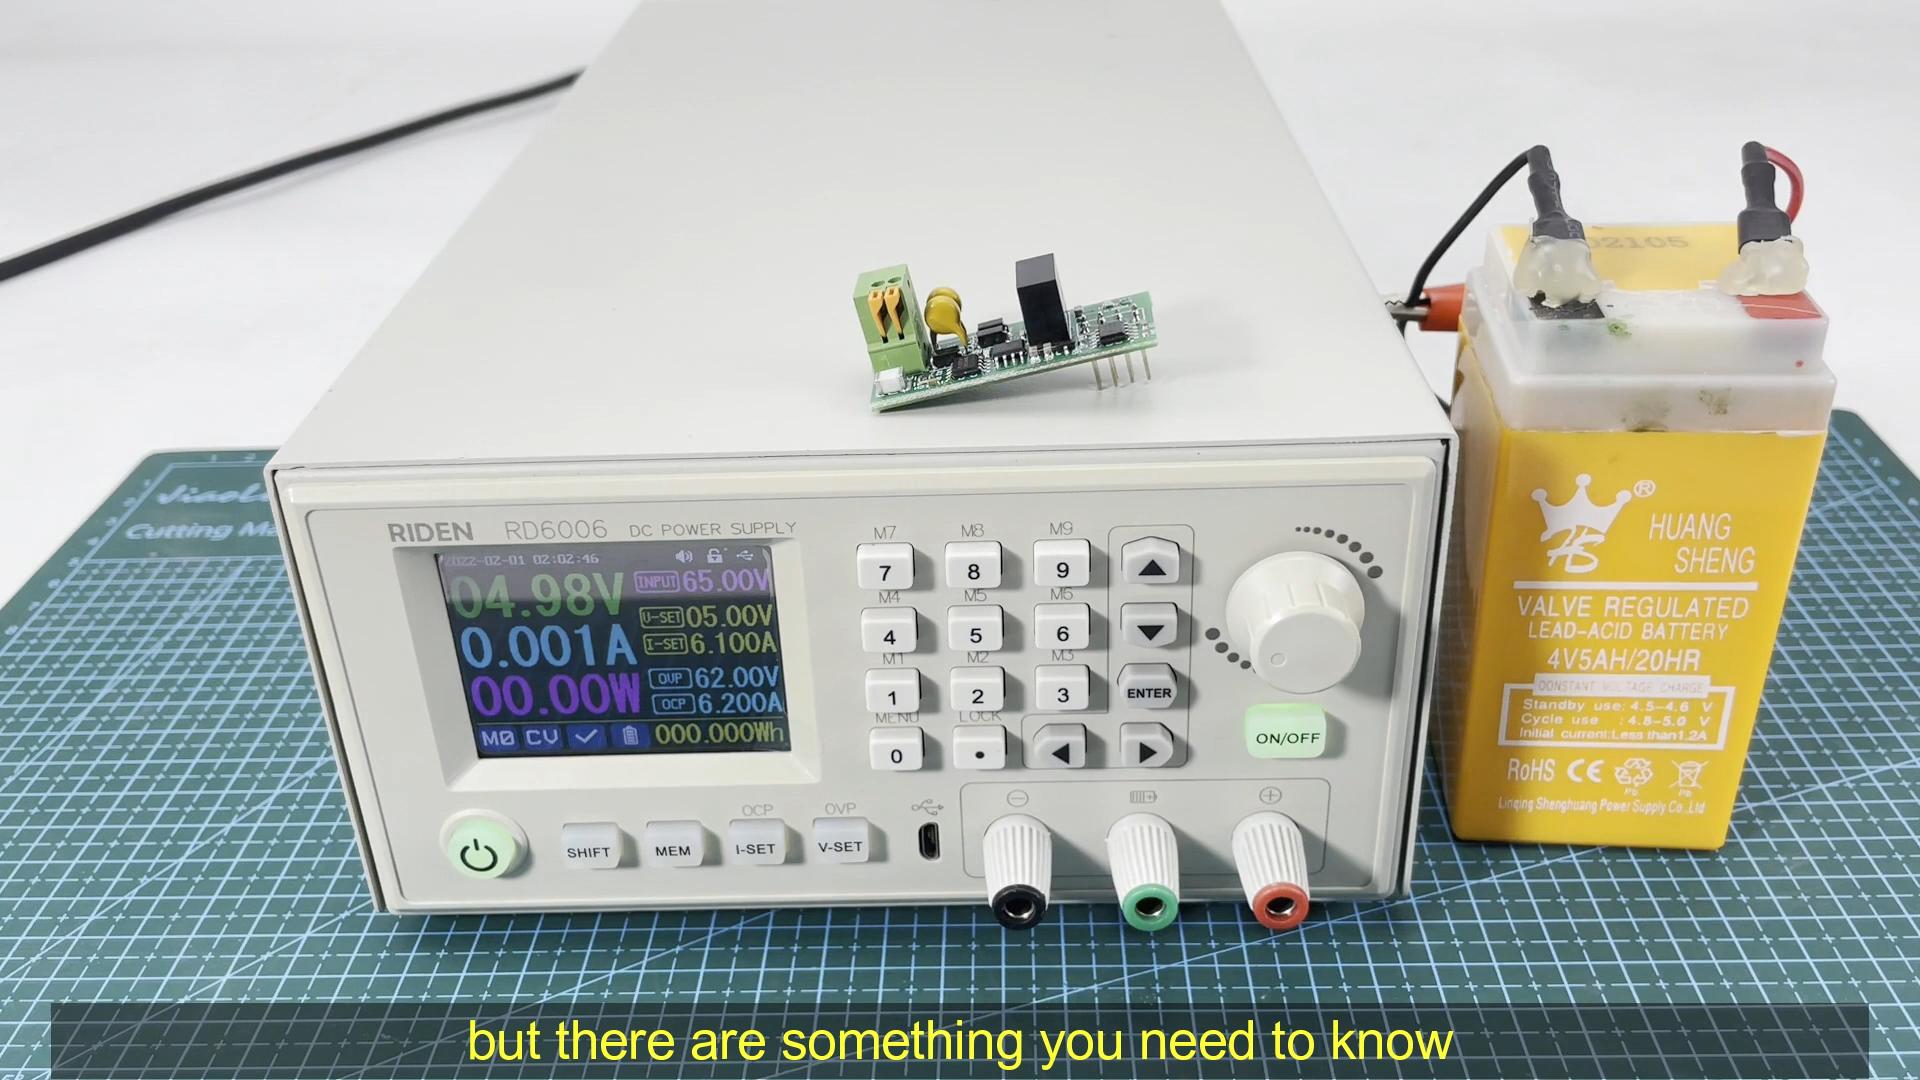 02105
RIDEN RD6006 DC POWER SUPPLY
2022-02-01 02:02:46
04.98V INPUT 65.00V
V-SET 05.00V
0.001A I-SET 6.100A
00.00W OVP 62.00V
OCP 6.200A
M0 CV 000.000Wh
M7 M8 M9
7 8 9
M4 M5 M6
4 5 6
M1 M2 M3
1 2 3
ENTER
MENU LOCK
0 .
ON/OFF
OCP OVP
SHIFT MEM I-SET V-SET
Cutting
HS
HUANG
SHENG
VALVE REGULATED
LEAD-ACID BATTERY
4V5AH/20HR
CONSTANT VOLTAGE CHARGE
Standby use: 4.5-4.6 V
Cycle use : 4.8-5.0 V
Initial current:Less than1.2A
RoHS CE Pb Pb
Linqing Shenghuang Power Supply Co.,Ltd
but there are something you need to know